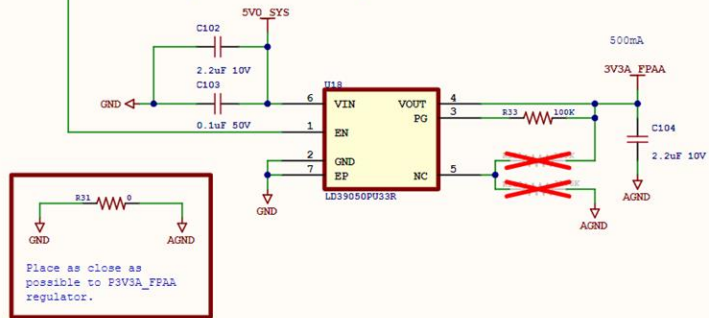 5V0_SYS
C102
2.2uF 10V
C103
GND
0.1uF 50V
500mA
3V3A_FPAA
U18
6 VIN VOUT 4
PG 3
R33 100K
1 EN
C104
2.2uF 10V
2 GND
7 EP NC 5
LD39050PU33R
GND
AGND
AGND
R31 0
GND AGND
Place as close as
possible to P3V3A_FPAA
regulator.